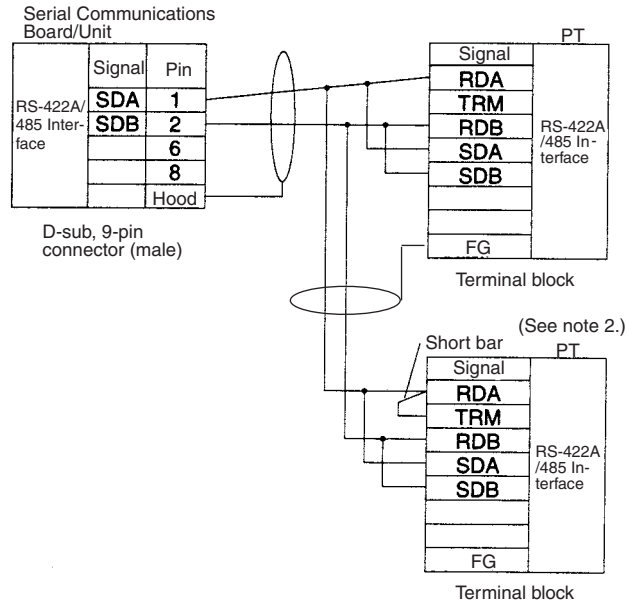 Serial Communications
Board/Unit
RS-422A/
485 Inter-
face
Signal Pin
SDA 1
SDB 2
6
8
Hood
D-sub, 9-pin
connector (male)
PT
Signal
RDA
TRM
RDB
SDA
SDB
FG
RS-422A
/485 In-
terface
Terminal block
(See note 2.)
Short bar
PT
Signal
RDA
TRM
RDB
SDA
SDB
FG
RS-422A
/485 In-
terface
Terminal block